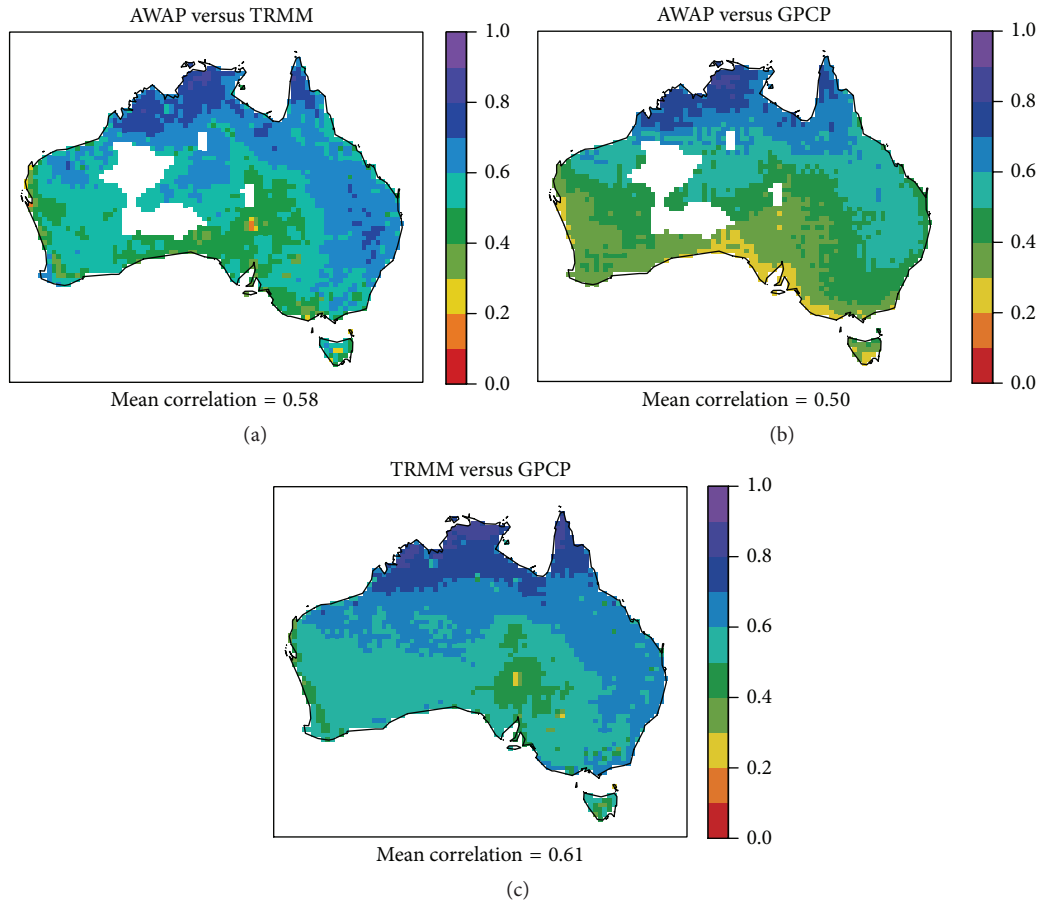 AWAP versus TRMM
1.0
0.8
0.6
0.4
0.2
0.0
Mean correlation = 0.58
(a)
AWAP versus GPCP
1.0
0.8
0.6
0.4
0.2
0.0
Mean correlation = 0.50
(b)
TRMM versus GPCP
1.0
0.8
0.6
0.4
0.2
0.0
Mean correlation = 0.61
(c)